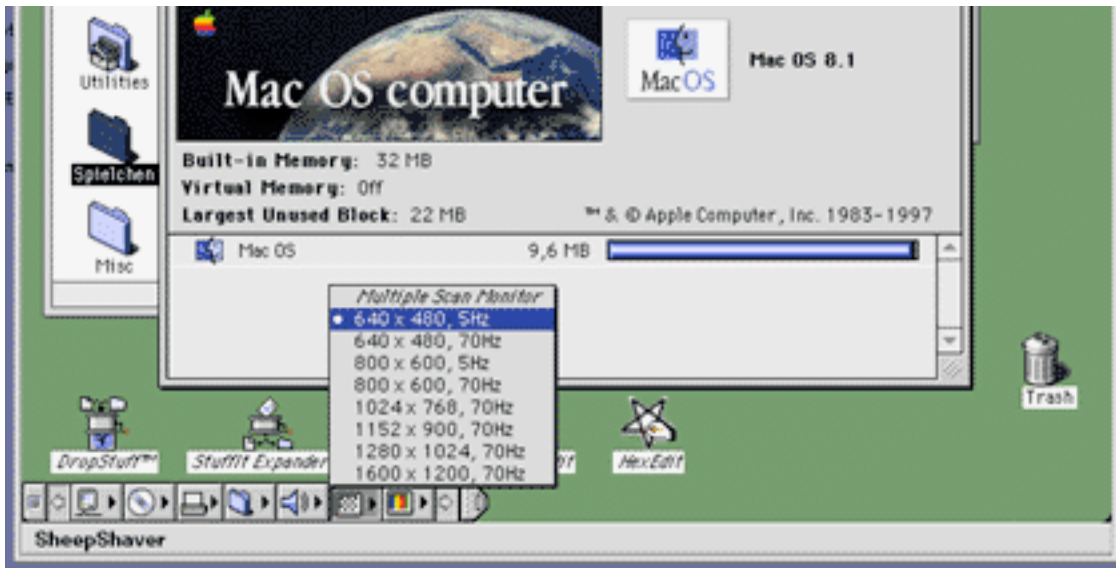 Utilities
Spielchen
Misc
Mac OS computer
MacOS
Mac OS 8.1
Built-in Memory: 32 MB
Virtual Memory: Off
Largest Unused Block: 22 MB
™ & © Apple Computer, Inc. 1983-1997
Mac OS 9,6 MB
Multiple Scan Monitor
640 x 480, 5Hz
640 x 480, 70Hz
800 x 600, 5Hz
800 x 600, 70Hz
1024 x 768, 70Hz
1152 x 900, 70Hz
1280 x 1024, 70Hz
1600 x 1200, 70Hz
Trash
DropStuff™
StuffIt Expander
HexEdit
SheepShaver